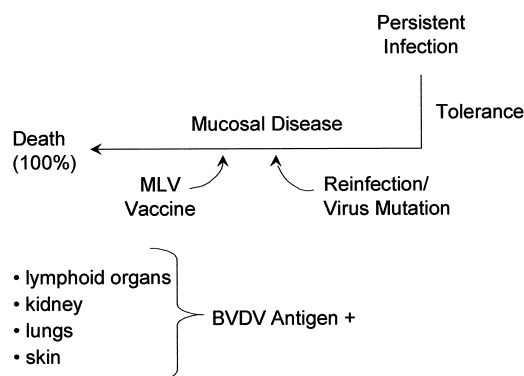 Persistent
Infection
Tolerance
Mucosal Disease
Death
(100%)
MLV
Vaccine
Reinfection/
Virus Mutation
• lymphoid organs
• kidney
• lungs
• skin
BVDV Antigen +